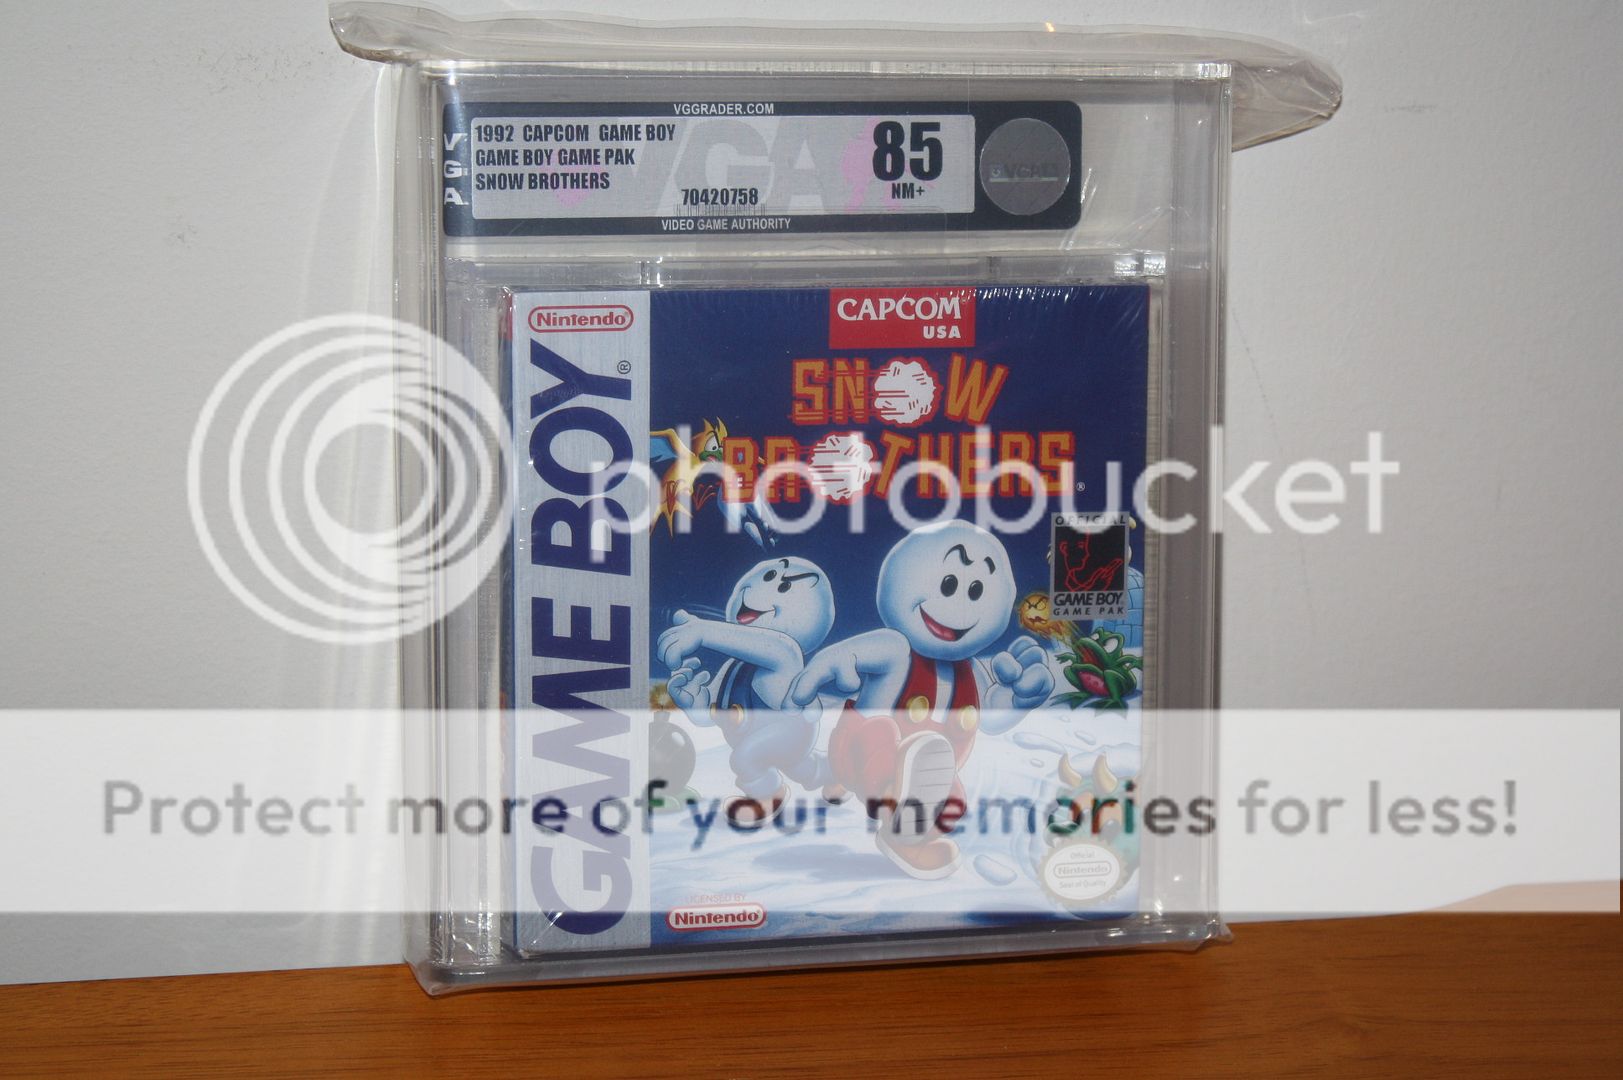 VGGRADER.COM
VGA
1992 CAPCOM GAME BOY
GAME BOY GAME PAK
SNOW BROTHERS
70420758
85
NM+
VGA
VIDEO GAME AUTHORITY
Nintendo
GAME BOY®
CAPCOM
USA
SNOW
BROTHERS®
photobucket
OFFICIAL
GAME BOY
GAME PAK
Protect more of your memories for less!
Official
Nintendo
Seal of Quality
LICENSED BY
Nintendo